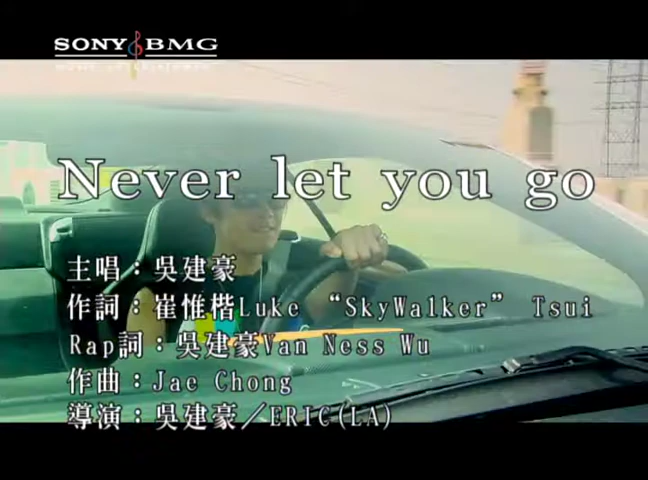 SONY BMG
Never let you go
主唱：吳建豪
作詞：崔惟楷Luke “SkyWalker” Tsui
Rap詞：吳建豪Van Ness Wu
作曲：Jae Chong
導演：吳建豪／ERIC(LA)